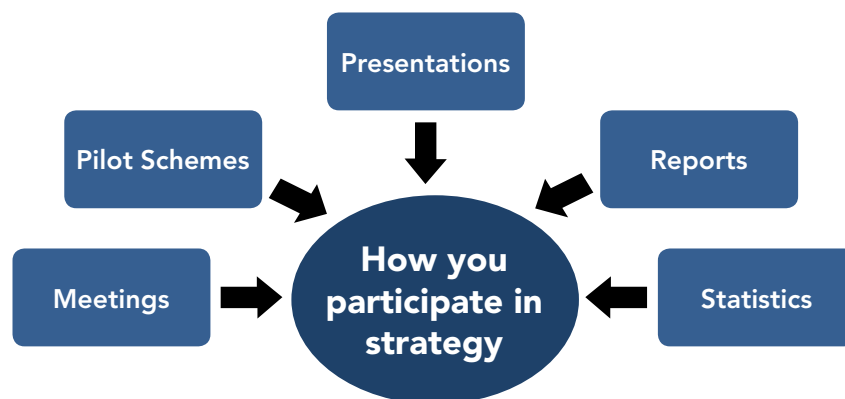 Presentations
Pilot Schemes
Reports
Meetings
How you
participate in
strategy
Statistics